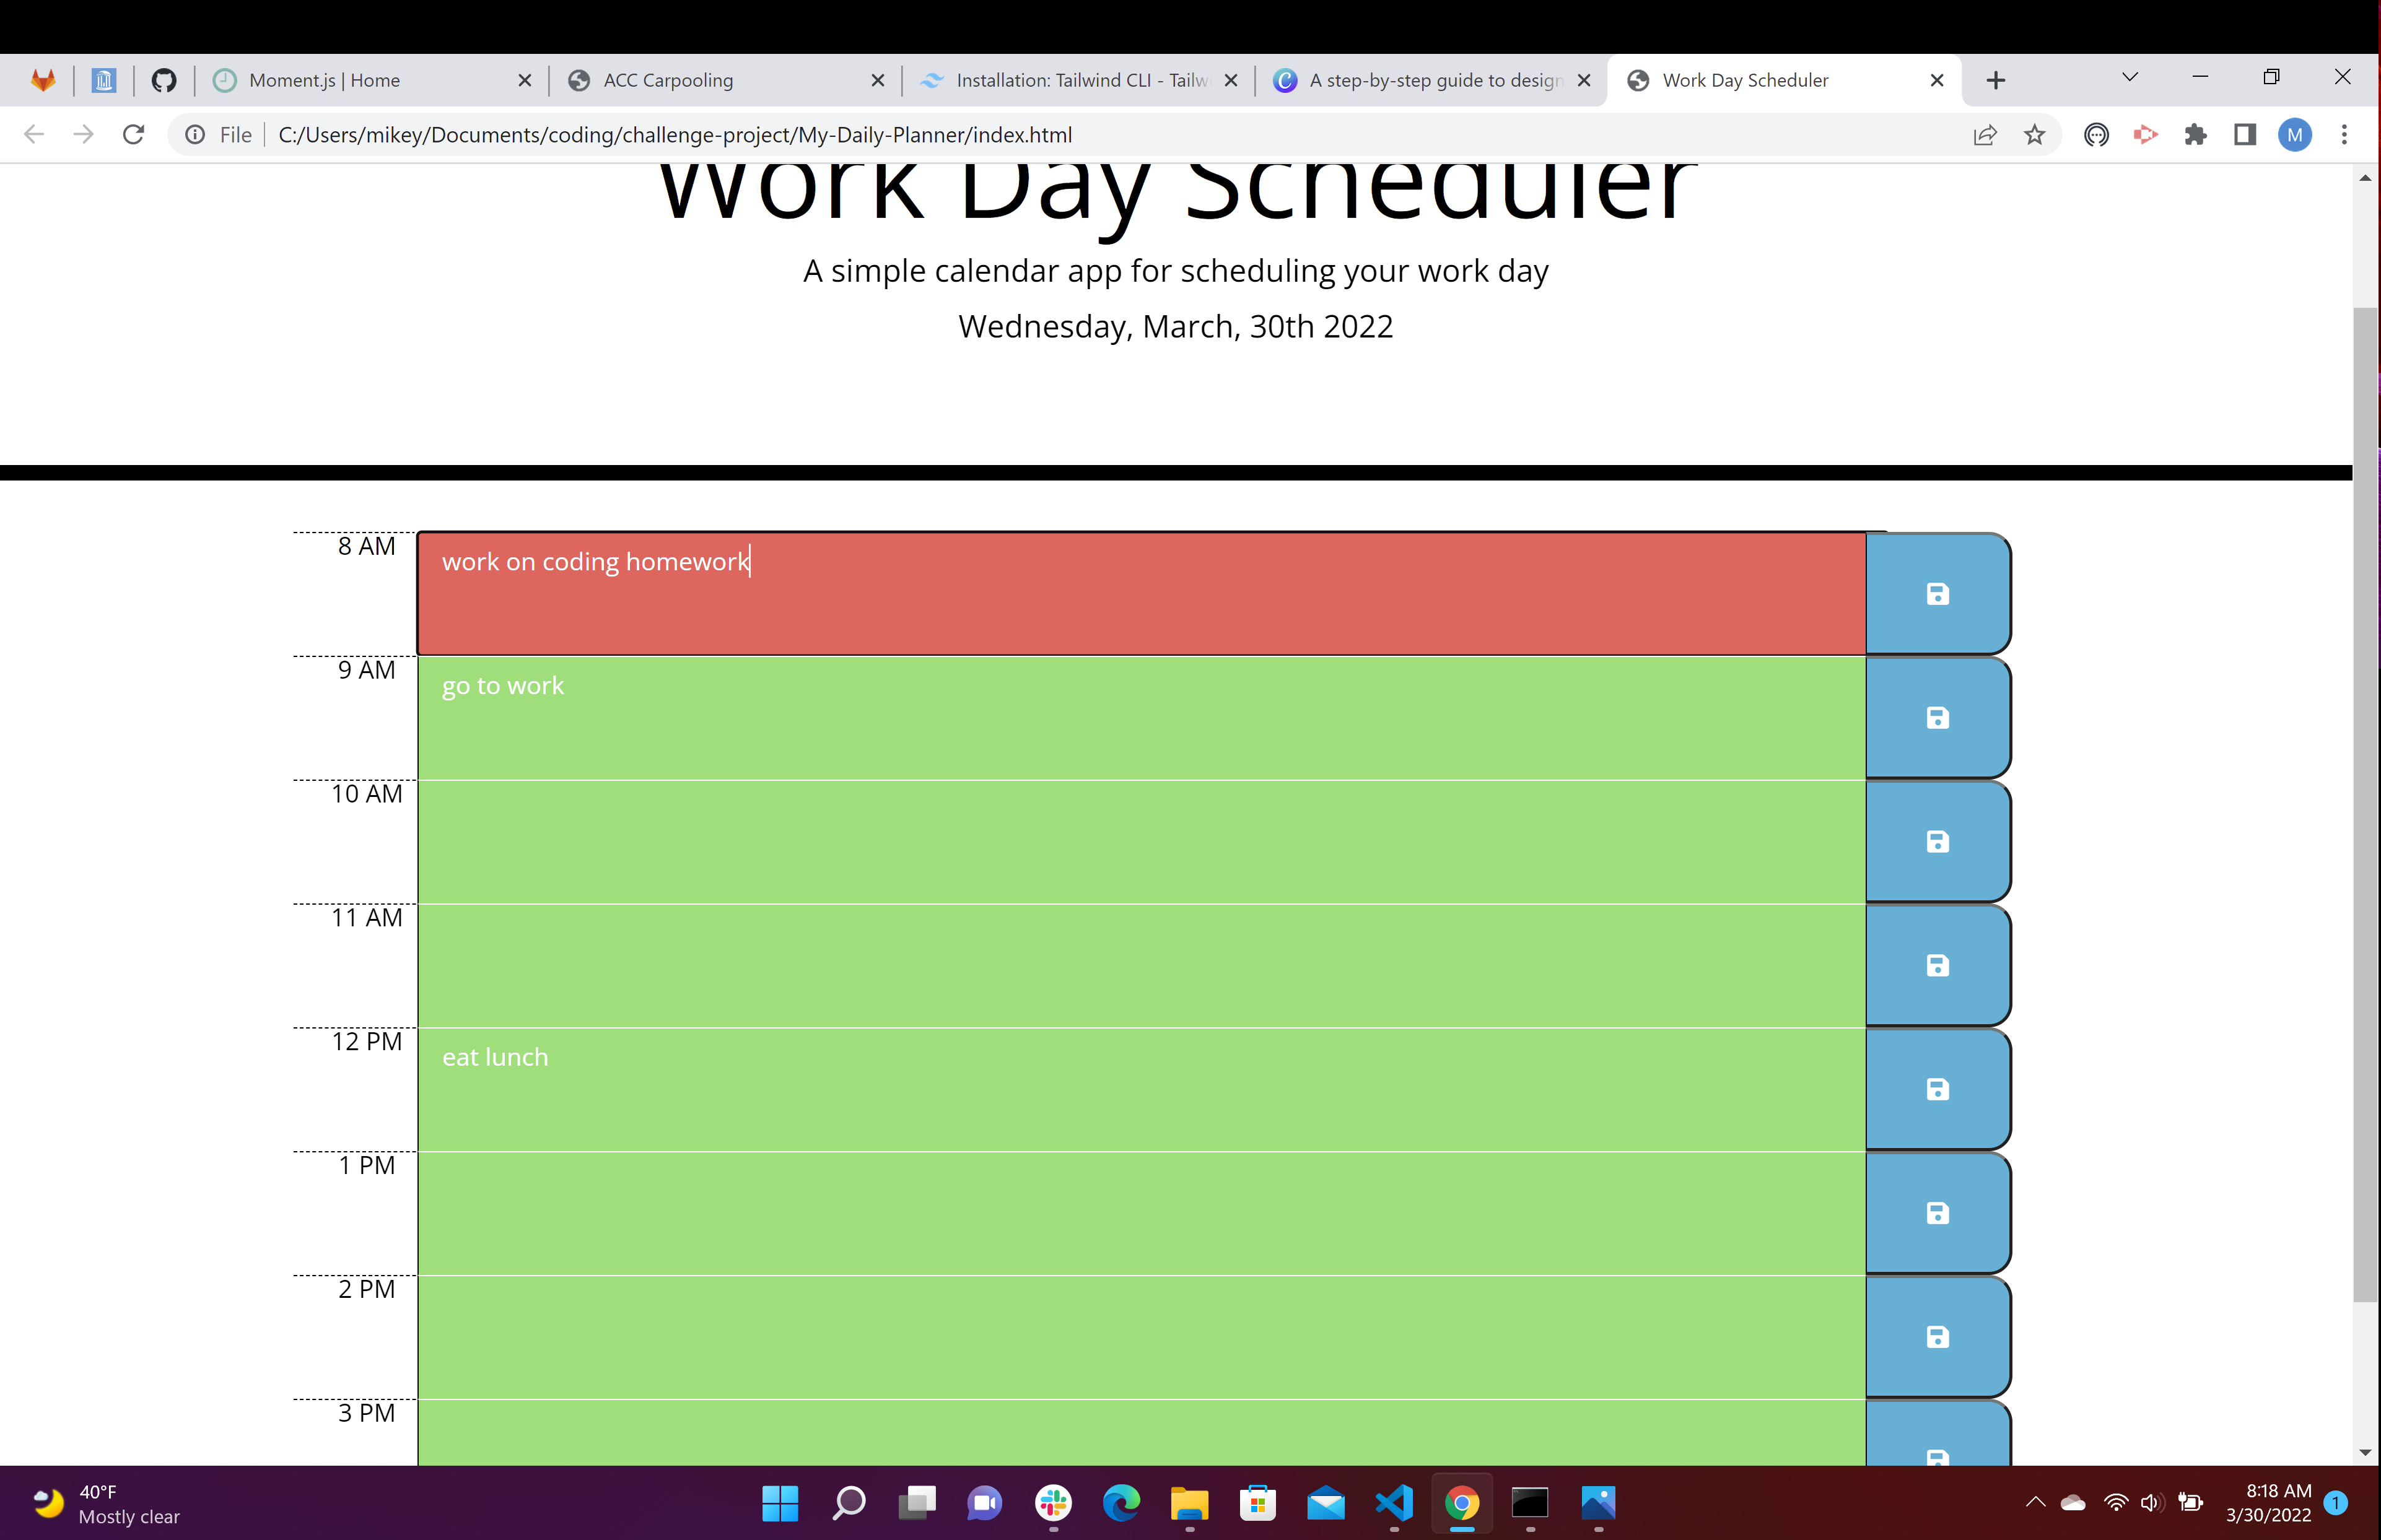 Moment.js | Home
ACC Carpooling
Installation: Tailwind CLI - Tailw
A step-by-step guide to design
Work Day Scheduler
File
C:/Users/mikey/Documents/coding/challenge-project/My-Daily-Planner/index.html
M
Work Day Scheduler
A simple calendar app for scheduling your work day
Wednesday, March, 30th 2022
8 AM
work on coding homework
9 AM
go to work
10 AM
11 AM
12 PM
eat lunch
1 PM
2 PM
3 PM
40°F
Mostly clear
8:18 AM
3/30/2022
1